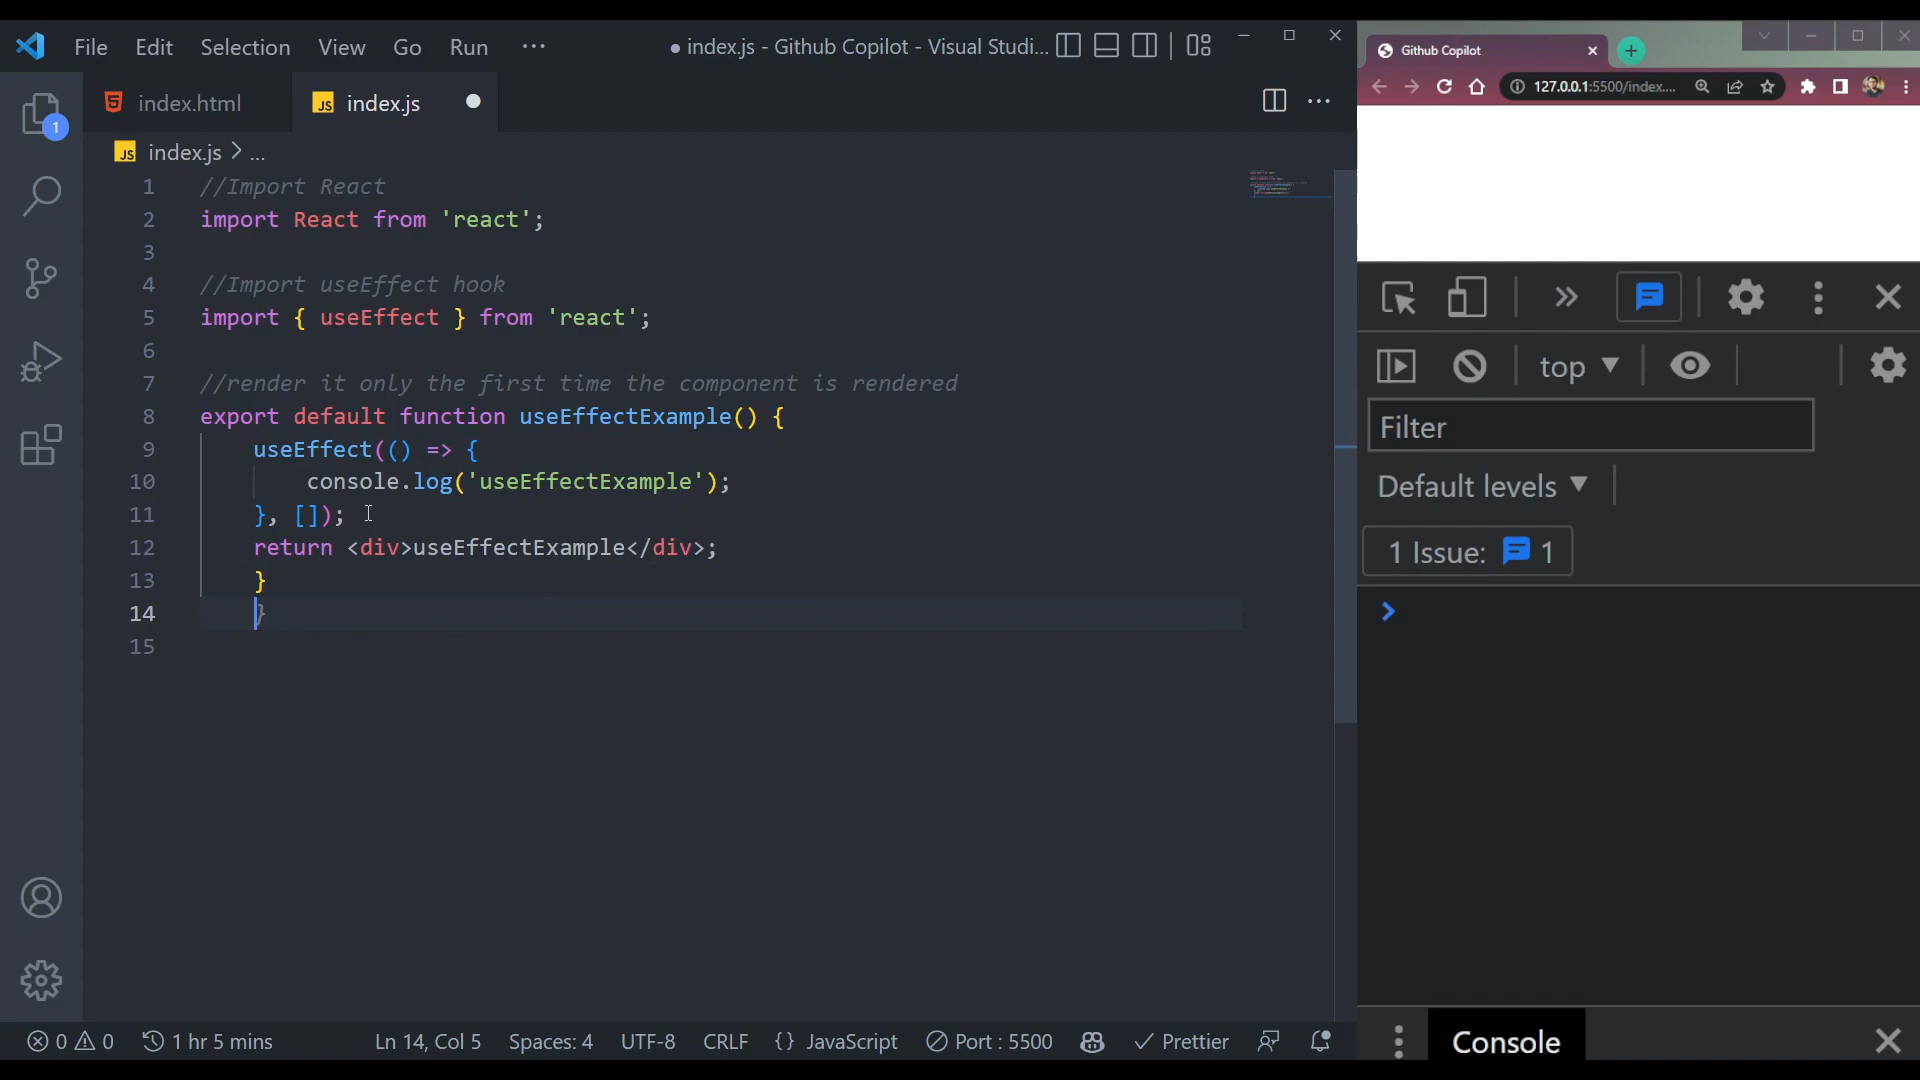 File Edit Selection View Go Run ··· ● index.js - Github Copilot - Visual Studi...
index.html
JS index.js
1
JS index.js > ...
1 //Import React
2 import React from 'react';
3
4 //Import useEffect hook
5 import { useEffect } from 'react';
6
7 //render it only the first time the component is rendered
8 export default function useEffectExample() {
9 useEffect(() => {
10 console.log('useEffectExample');
11 }, []);
12 return <div>useEffectExample</div>;
13 }
14 }
15
0 0 1 hr 5 mins Ln 14, Col 5 Spaces: 4 UTF-8 CRLF {} JavaScript Port : 5500 Prettier
Github Copilot
127.0.0.1:5500/index....
top
Filter
Default levels
1 Issue: 1
Console